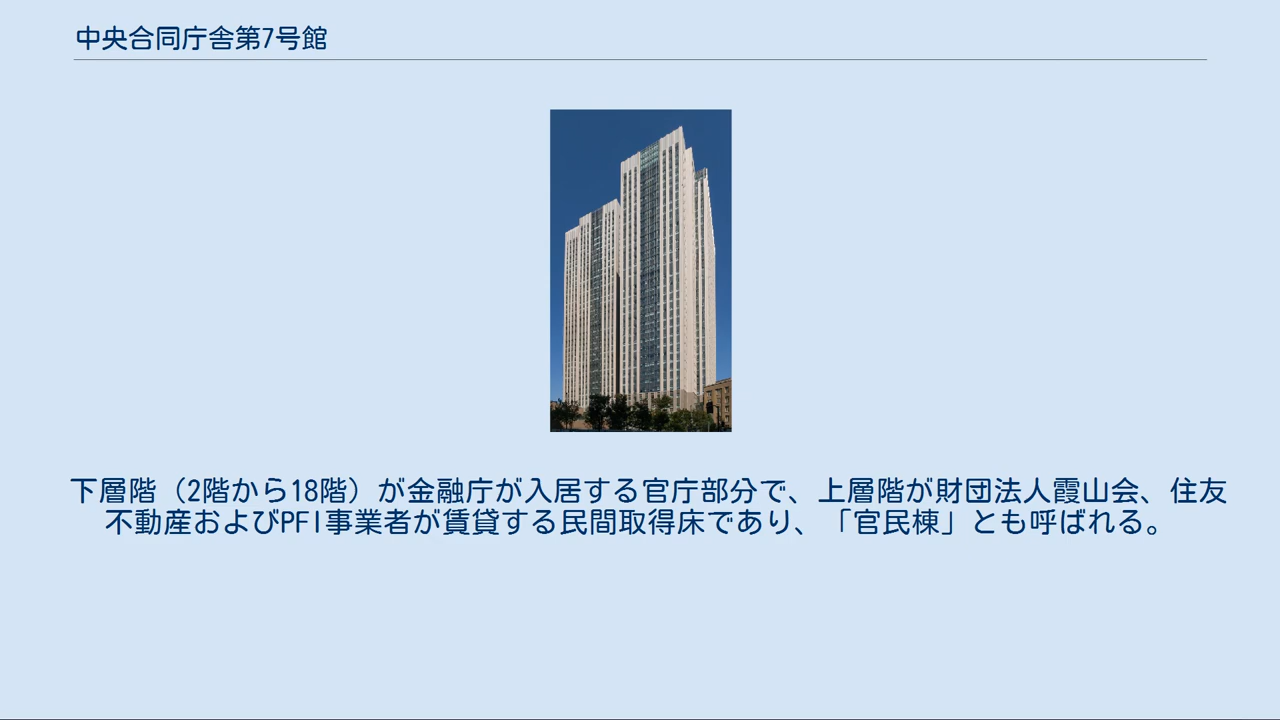 中央合同庁舎第7号館
下層階（2階から18階）が金融庁が入居する官庁部分で、上層階が財団法人霞山会、住友
不動産およびPFI事業者が賃貸する民間取得床であり、「官民棟」とも呼ばれる。